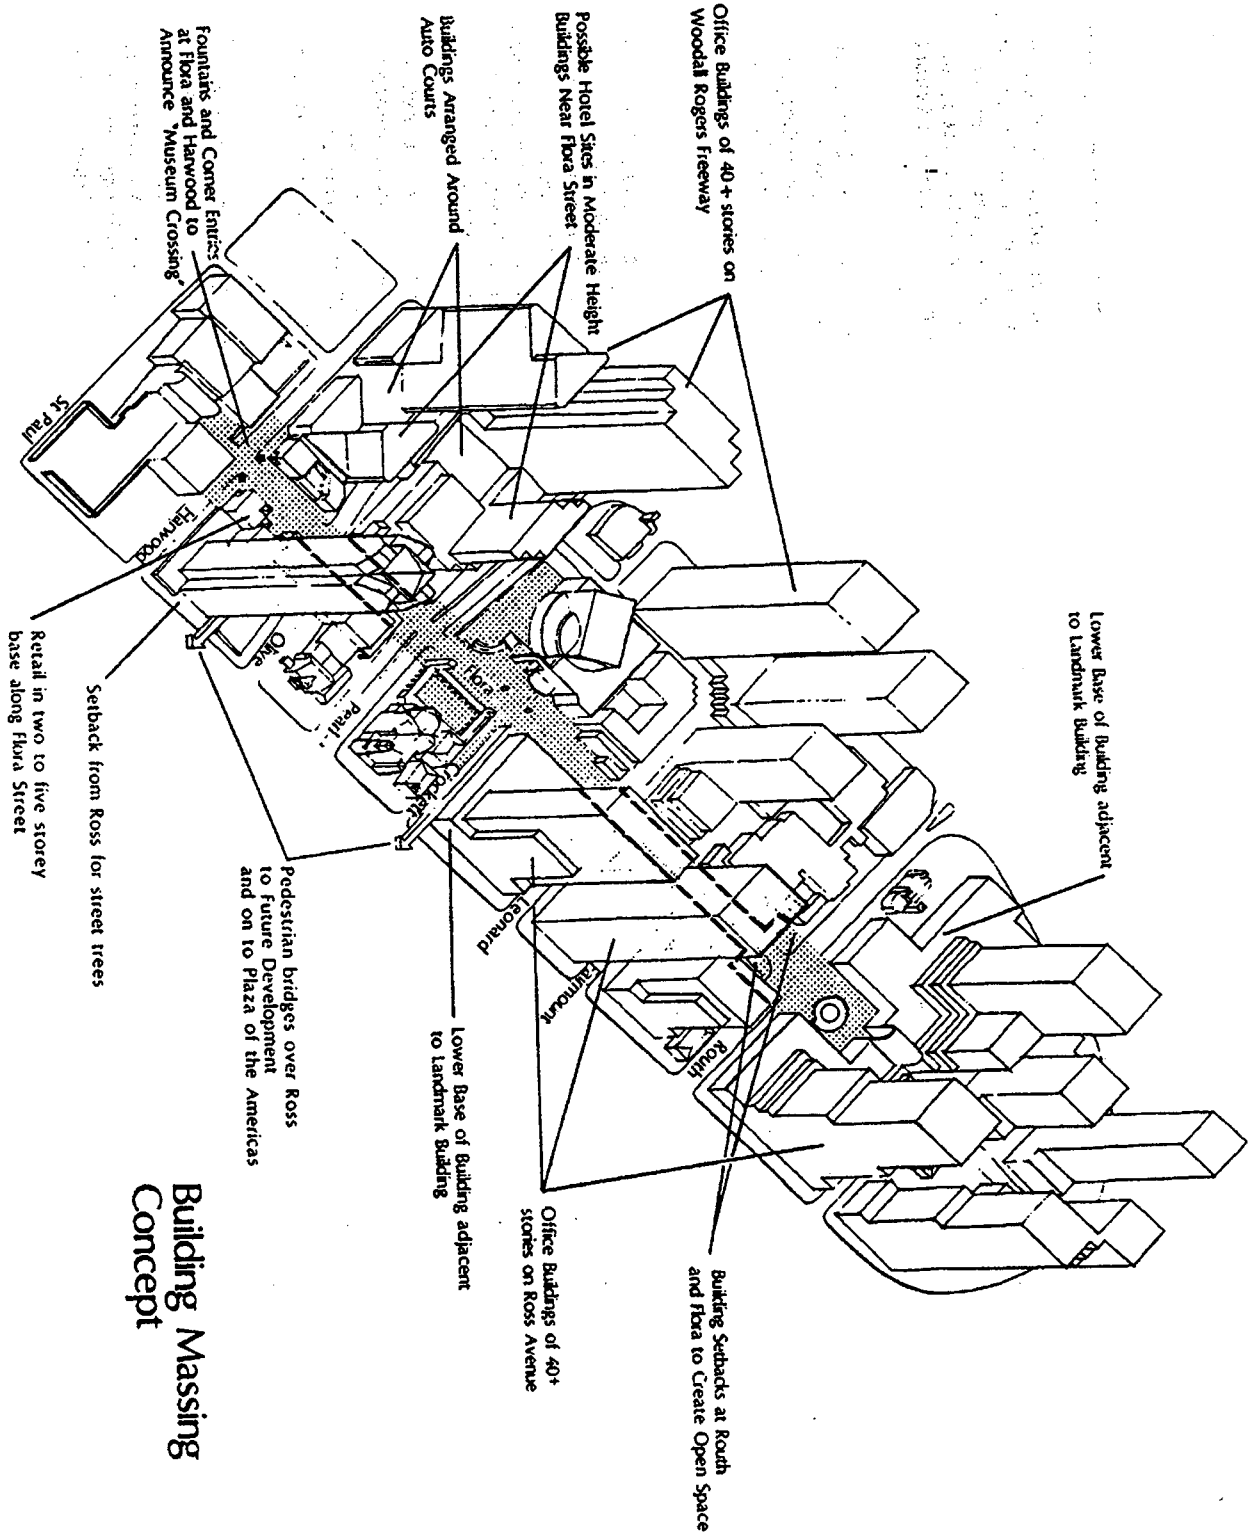 Office Buildings of 40+ stories on
Woodall Rogers Freeway
Possible Hotel Sites in Moderate Height
Buildings Near Flora Street
Buildings Arranged Around
Auto Courts
Fountains and Corner Entries
at Flora and Harwood to
Announce "Museum Crossing"
Lower Base of Building adjacent
to Landmark Building
St Paul
Harwood
Olive
Pearl
Flora
Crockett
Leonard
Routh
Building Setbacks at Routh
and Flora to Create Open Space
Office Buildings of 40+
stories on Ross Avenue
Lower Base of Building adjacent
to Landmark Building
Pedestrian bridges over Ross
to Future Development
and on to Plaza of the Americas
Setback from Ross for street trees
Retail in two to five storey
base along Flora Street
Building Massing
Concept